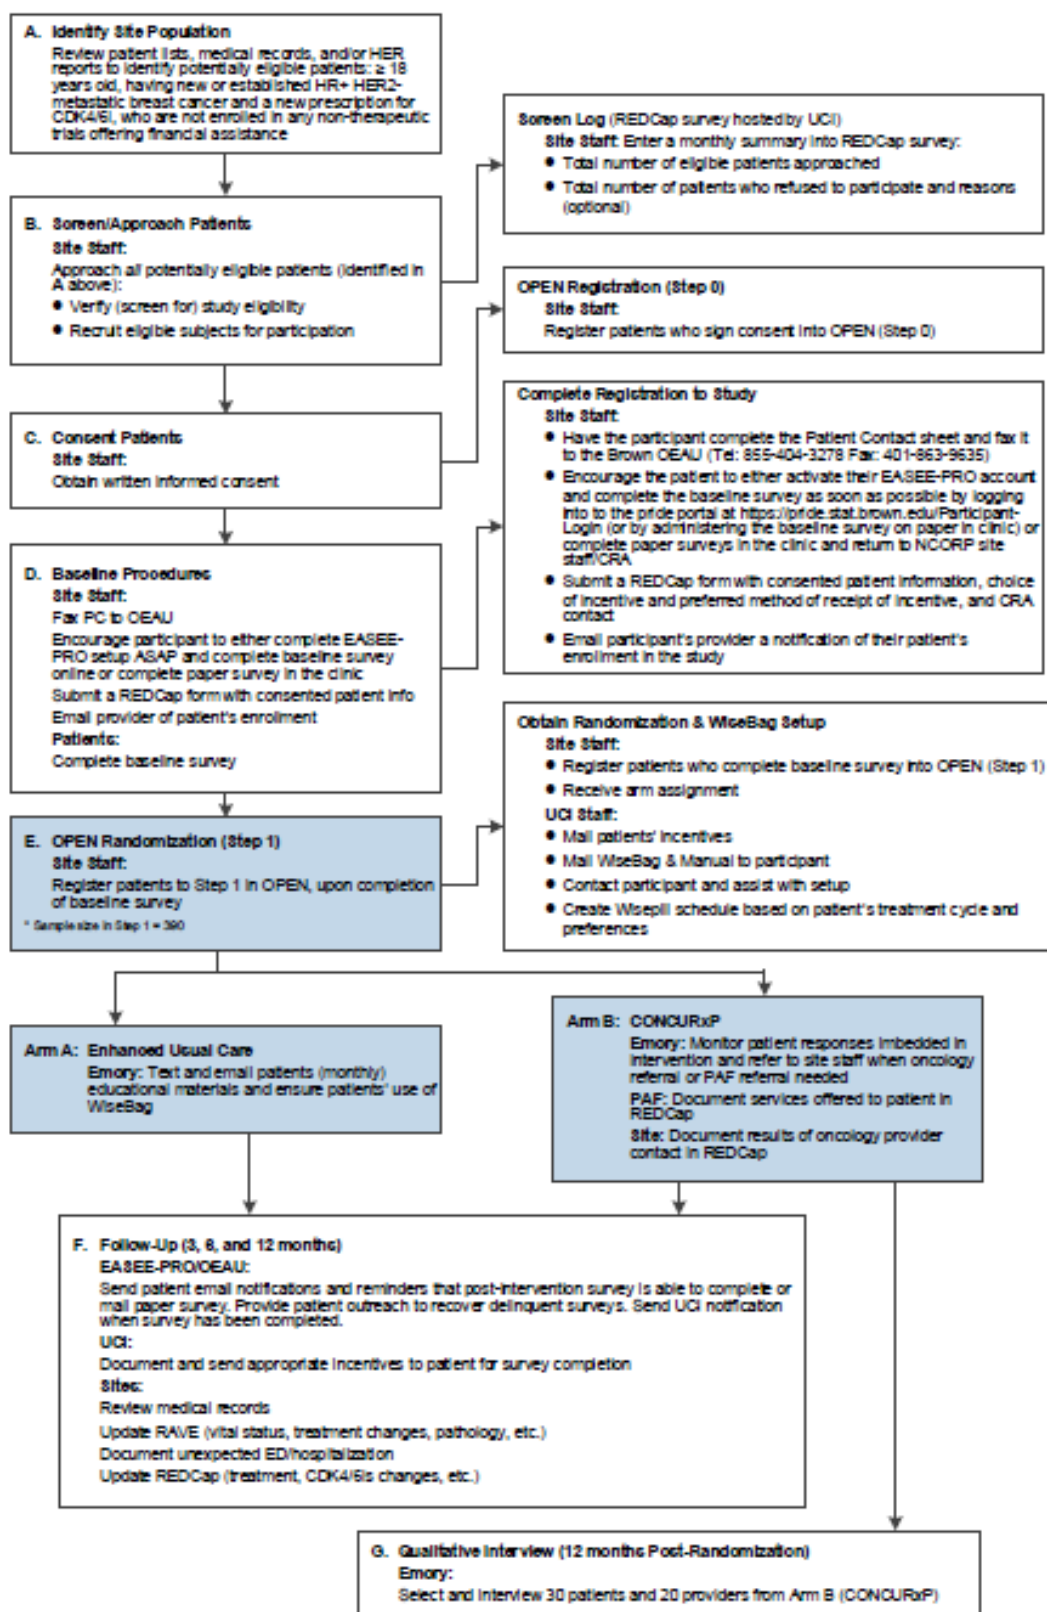 A. Identify Site Population
Review patient lists, medical records, and/or HER
reports to identify potentially eligible patients: ≥ 18
years old, having new or established HR+ HER2-
metastatic breast cancer and a new prescription for
CDK4/6i, who are not enrolled in any non-therapeutic
trials offering financial assistance
Screen Log (REDCap survey hosted by UCI)
Site Staff: Enter a monthly summary into REDCap survey:
• Total number of eligible patients approached
• Total number of patients who refused to participate and reasons
(optional)
B. Screen/Approach Patients
Site Staff:
Approach all potentially eligible patients (identified in
A above):
• Verify (screen for) study eligibility
• Recruit eligible subjects for participation
OPEN Registration (Step 0)
Site Staff:
Register patients who sign consent into OPEN (Step 0)
C. Consent Patients
Site Staff:
Obtain written informed consent
Complete Registration to Study
Site Staff:
• Have the participant complete the Patient Contact sheet and fax it
to the Brown OEAU (Tel: 855-404-3278 Fax: 401-863-9635)
• Encourage the patient to either activate their EASEE-PRO account
and complete the baseline survey as soon as possible by logging
into to the pride portal at https://pride.stat.brown.edu/Participant-
Login (or by administering the baseline survey on paper in clinic) or
complete paper surveys in the clinic and return to NCORP site
staff/CRA
• Submit a REDCap form with consented patient information, choice
of incentive and preferred method of receipt of incentive, and CRA
contact
• Email participant's provider a notification of their patient's
enrollment in the study
D. Baseline Procedures
Site Staff:
Fax PC to OEAU
Encourage participant to either complete EASEE-
PRO setup ASAP and complete baseline survey
online or complete paper survey in the clinic
Submit a REDCap form with consented patient info
Email provider of patient's enrollment
Patients:
Complete baseline survey
Obtain Randomization & WiseBag Setup
Site Staff:
• Register patients who complete baseline survey into OPEN (Step 1)
• Receive arm assignment
UCI Staff:
• Mail patients' incentives
• Mail WiseBag & Manual to participant
• Contact participant and assist with setup
• Create Wisepill schedule based on patient's treatment cycle and
preferences
E. OPEN Randomization (Step 1)
Site Staff:
Register patients to Step 1 in OPEN, upon completion
of baseline survey
* Sample size in Step 1 = 390
Arm A: Enhanced Usual Care
Emory: Text and email patients (monthly)
educational materials and ensure patients' use of
WiseBag
Arm B: CONCURxP
Emory: Monitor patient responses imbedded in
intervention and refer to site staff when oncology
referral or PAF referral needed
PAF: Document services offered to patient in
REDCap
Site: Document results of oncology provider
contact in REDCap
F. Follow-Up (3, 6, and 12 months)
EASEE-PRO/OEAU:
Send patient email notifications and reminders that post-intervention survey is able to complete or
mail paper survey. Provide patient outreach to recover delinquent surveys. Send UCI notification
when survey has been completed.
UCI:
Document and send appropriate incentives to patient for survey completion
Sites:
Review medical records
Update RAVE (vital status, treatment changes, pathology, etc.)
Document unexpected ED/hospitalization
Update REDCap (treatment, CDK4/6is changes, etc.)
G. Qualitative Interview (12 months Post-Randomization)
Emory:
Select and interview 30 patients and 20 providers from Arm B (CONCURxP)